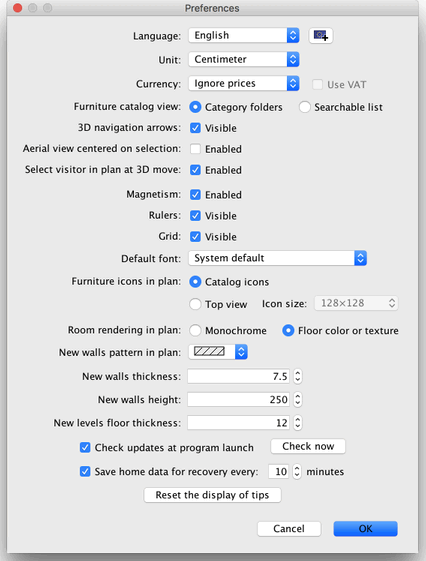 Preferences
Language: English
Unit: Centimeter
Currency: Ignore prices Use VAT
Furniture catalog view: Category folders Searchable list
3D navigation arrows: Visible
Aerial view centered on selection: Enabled
Select visitor in plan at 3D move: Enabled
Magnetism: Enabled
Rulers: Visible
Grid: Visible
Default font: System default
Furniture icons in plan: Catalog icons
Top view Icon size: 128×128
Room rendering in plan: Monochrome Floor color or texture
New walls pattern in plan:
New walls thickness: 7.5
New walls height: 250
New levels floor thickness: 12
Check updates at program launch Check now
Save home data for recovery every: 10 minutes
Reset the display of tips
Cancel OK